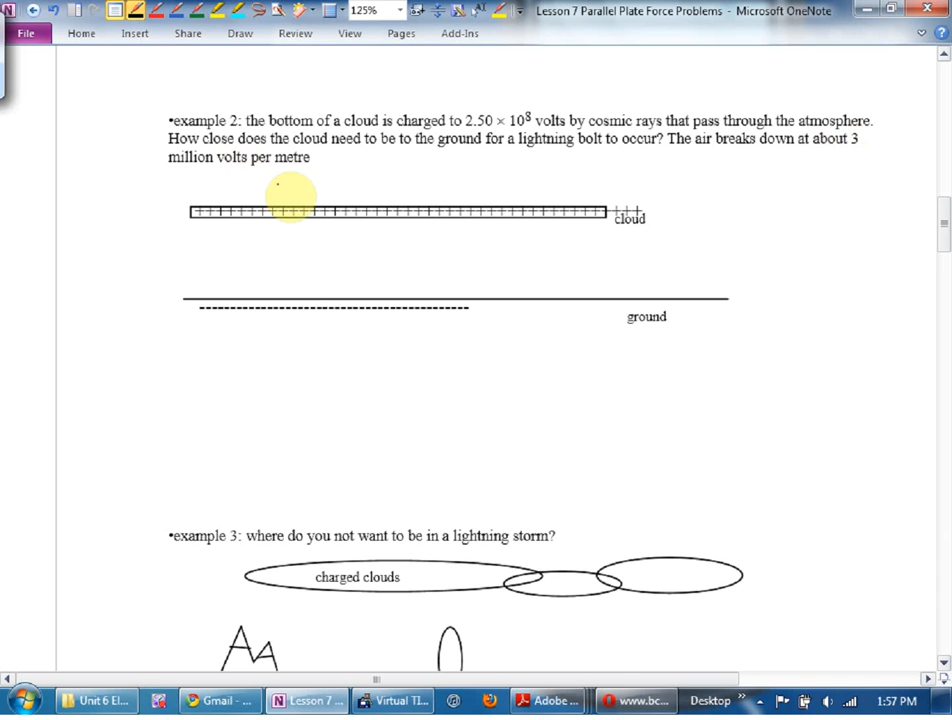 125%
Lesson 7 Parallel Plate Force Problems - Microsoft OneNote
File Home Insert Share Draw Review View Pages Add-Ins
•example 2: the bottom of a cloud is charged to 2.50 × 10⁸ volts by cosmic rays that pass through the atmosphere.
How close does the cloud need to be to the ground for a lightning bolt to occur? The air breaks down at about 3
million volts per metre
cloud
ground
•example 3: where do you not want to be in a lightning storm?
charged clouds
Unit 6 El... Gmail - ... Lesson 7 ... Virtual TI... Adobe ... www.bc... Desktop 1:57 PM